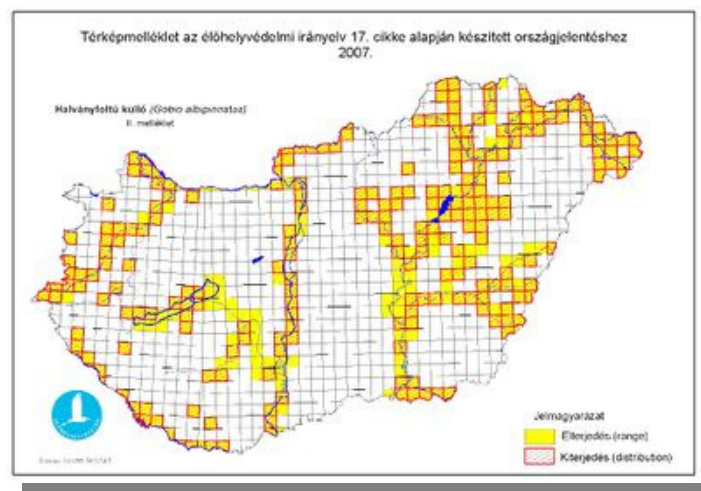 Térképmelléklet az élőhelyvédelmi irányelv 17. cikke alapján készített országjelentéshez
2007.
Halványfoltú küllő (Gobio albipinnatus)
II. melléklet
Jelmagyarázat
Elterjedés (range)
Kiterjedés (distribution)